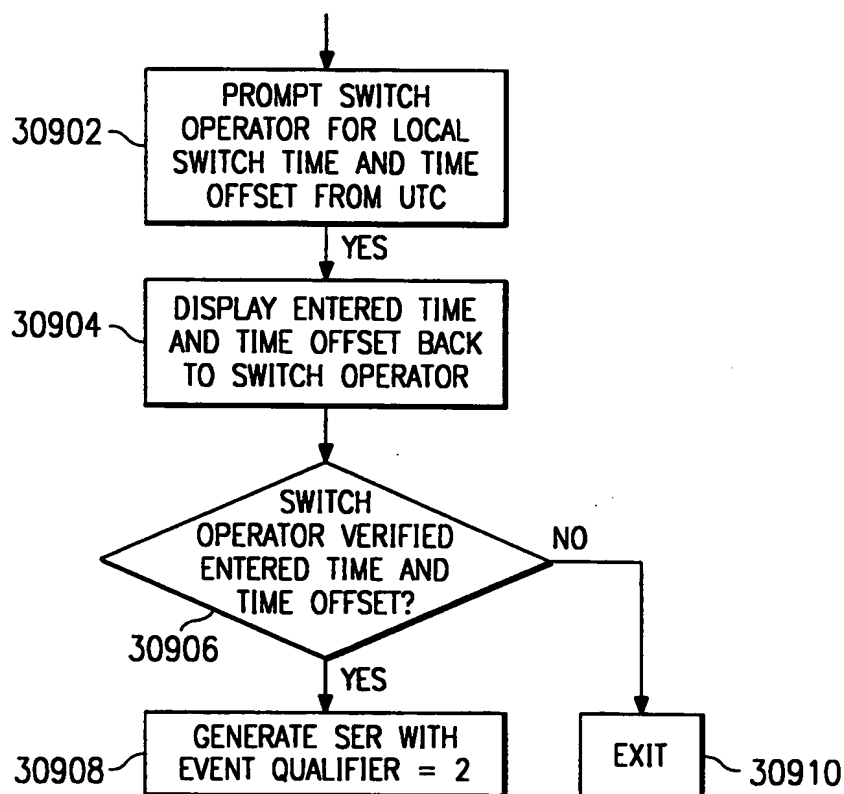 30902
PROMPT SWITCH
OPERATOR FOR LOCAL
SWITCH TIME AND TIME
OFFSET FROM UTC
YES
30904
DISPLAY ENTERED TIME
AND TIME OFFSET BACK
TO SWITCH OPERATOR
SWITCH
OPERATOR VERIFIED
ENTERED TIME AND
TIME OFFSET?
NO
30906
YES
30908
GENERATE SER WITH
EVENT QUALIFIER = 2
EXIT
30910